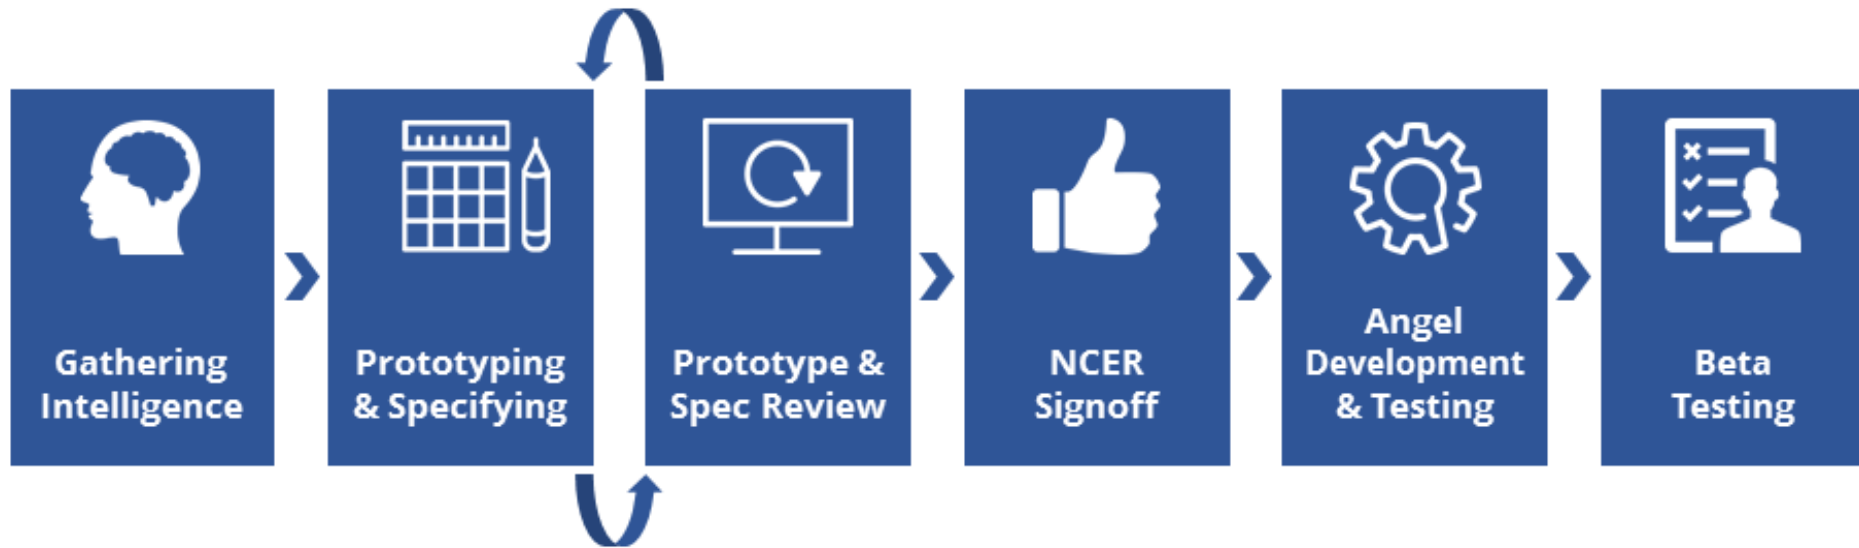 Gathering
Intelligence
Prototyping
& Specifying
Prototype &
Spec Review
NCER
Signoff
Angel
Development
& Testing
Beta
Testing